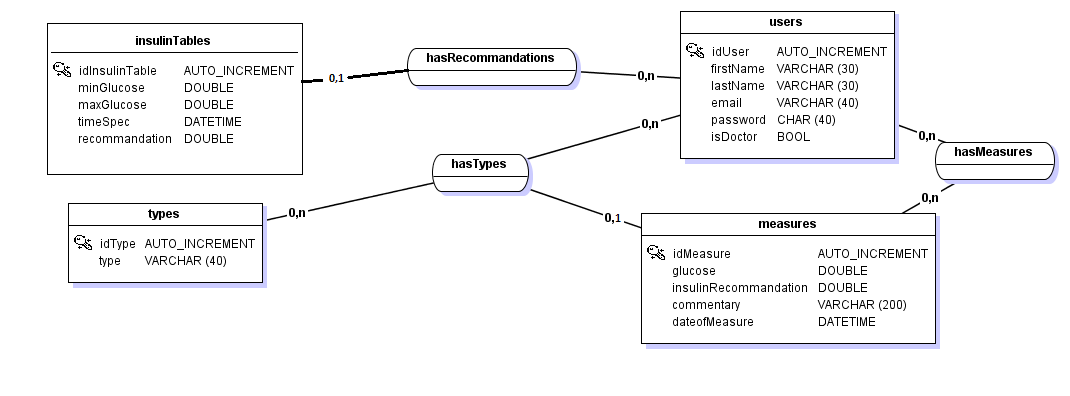 insulinTables
idInsulinTable AUTO_INCREMENT
minGlucose DOUBLE
maxGlucose DOUBLE
timeSpec DATETIME
recommandation DOUBLE
0,1
hasRecommandations
0,n
users
idUser AUTO_INCREMENT
firstName VARCHAR (30)
lastName VARCHAR (30)
email VARCHAR (40)
password CHAR (40)
isDoctor BOOL
0,n
hasTypes
0,n
hasMeasures
0,n
types
idType AUTO_INCREMENT
type VARCHAR (40)
0,n
0,1
measures
idMeasure AUTO_INCREMENT
glucose DOUBLE
insulinRecommandation DOUBLE
commentary VARCHAR (200)
dateofMeasure DATETIME